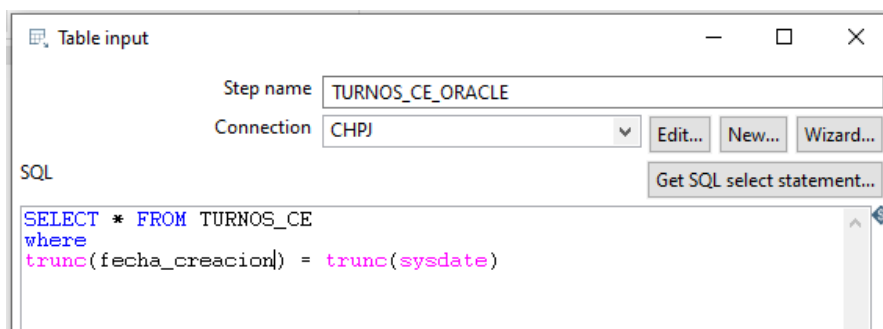 Table input
Step name TURNOS_CE_ORACLE
Connection CHPJ Edit... New... Wizard...
SQL Get SQL select statement...
SELECT * FROM TURNOS_CE
where
trunc(fecha_creacion) = trunc(sysdate)